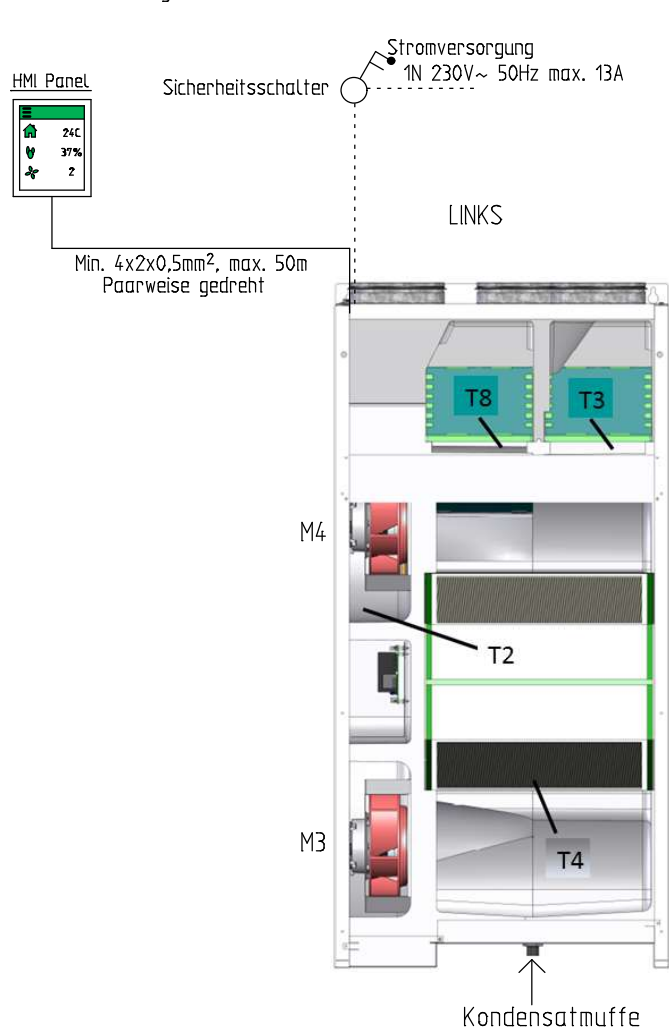 Stromversorgung
1N 230V~ 50Hz max. 13A
Sicherheitsschalter
HMI Panel
24C
37%
2
LINKS
Min. 4x2x0,5mm², max. 50m
Paarweise gedreht
T8
T3
M4
T2
M3
T4
Kondensatmuffe